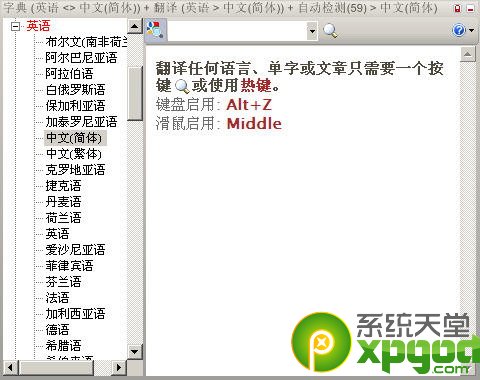 字典 (英语 <> 中文(简体)) + 翻译 (英语 > 中文(简体)) + 自动检测(59) > 中文(简体)
英语
布尔文(南非荷兰
阿尔巴尼亚语
阿拉伯语
白俄罗斯语
保加利亚语
加泰罗尼亚语
中文(简体)
中文(繁体)
克罗地亚语
捷克语
丹麦语
荷兰语
英语
爱沙尼亚语
菲律宾语
芬兰语
法语
加利西亚语
德语
希腊语
翻译任何语言、单字或文章只需要一个按
键 或使用热键。
键盘启用: Alt+Z
滑鼠启用: Middle
系统天堂
xpgod
.com